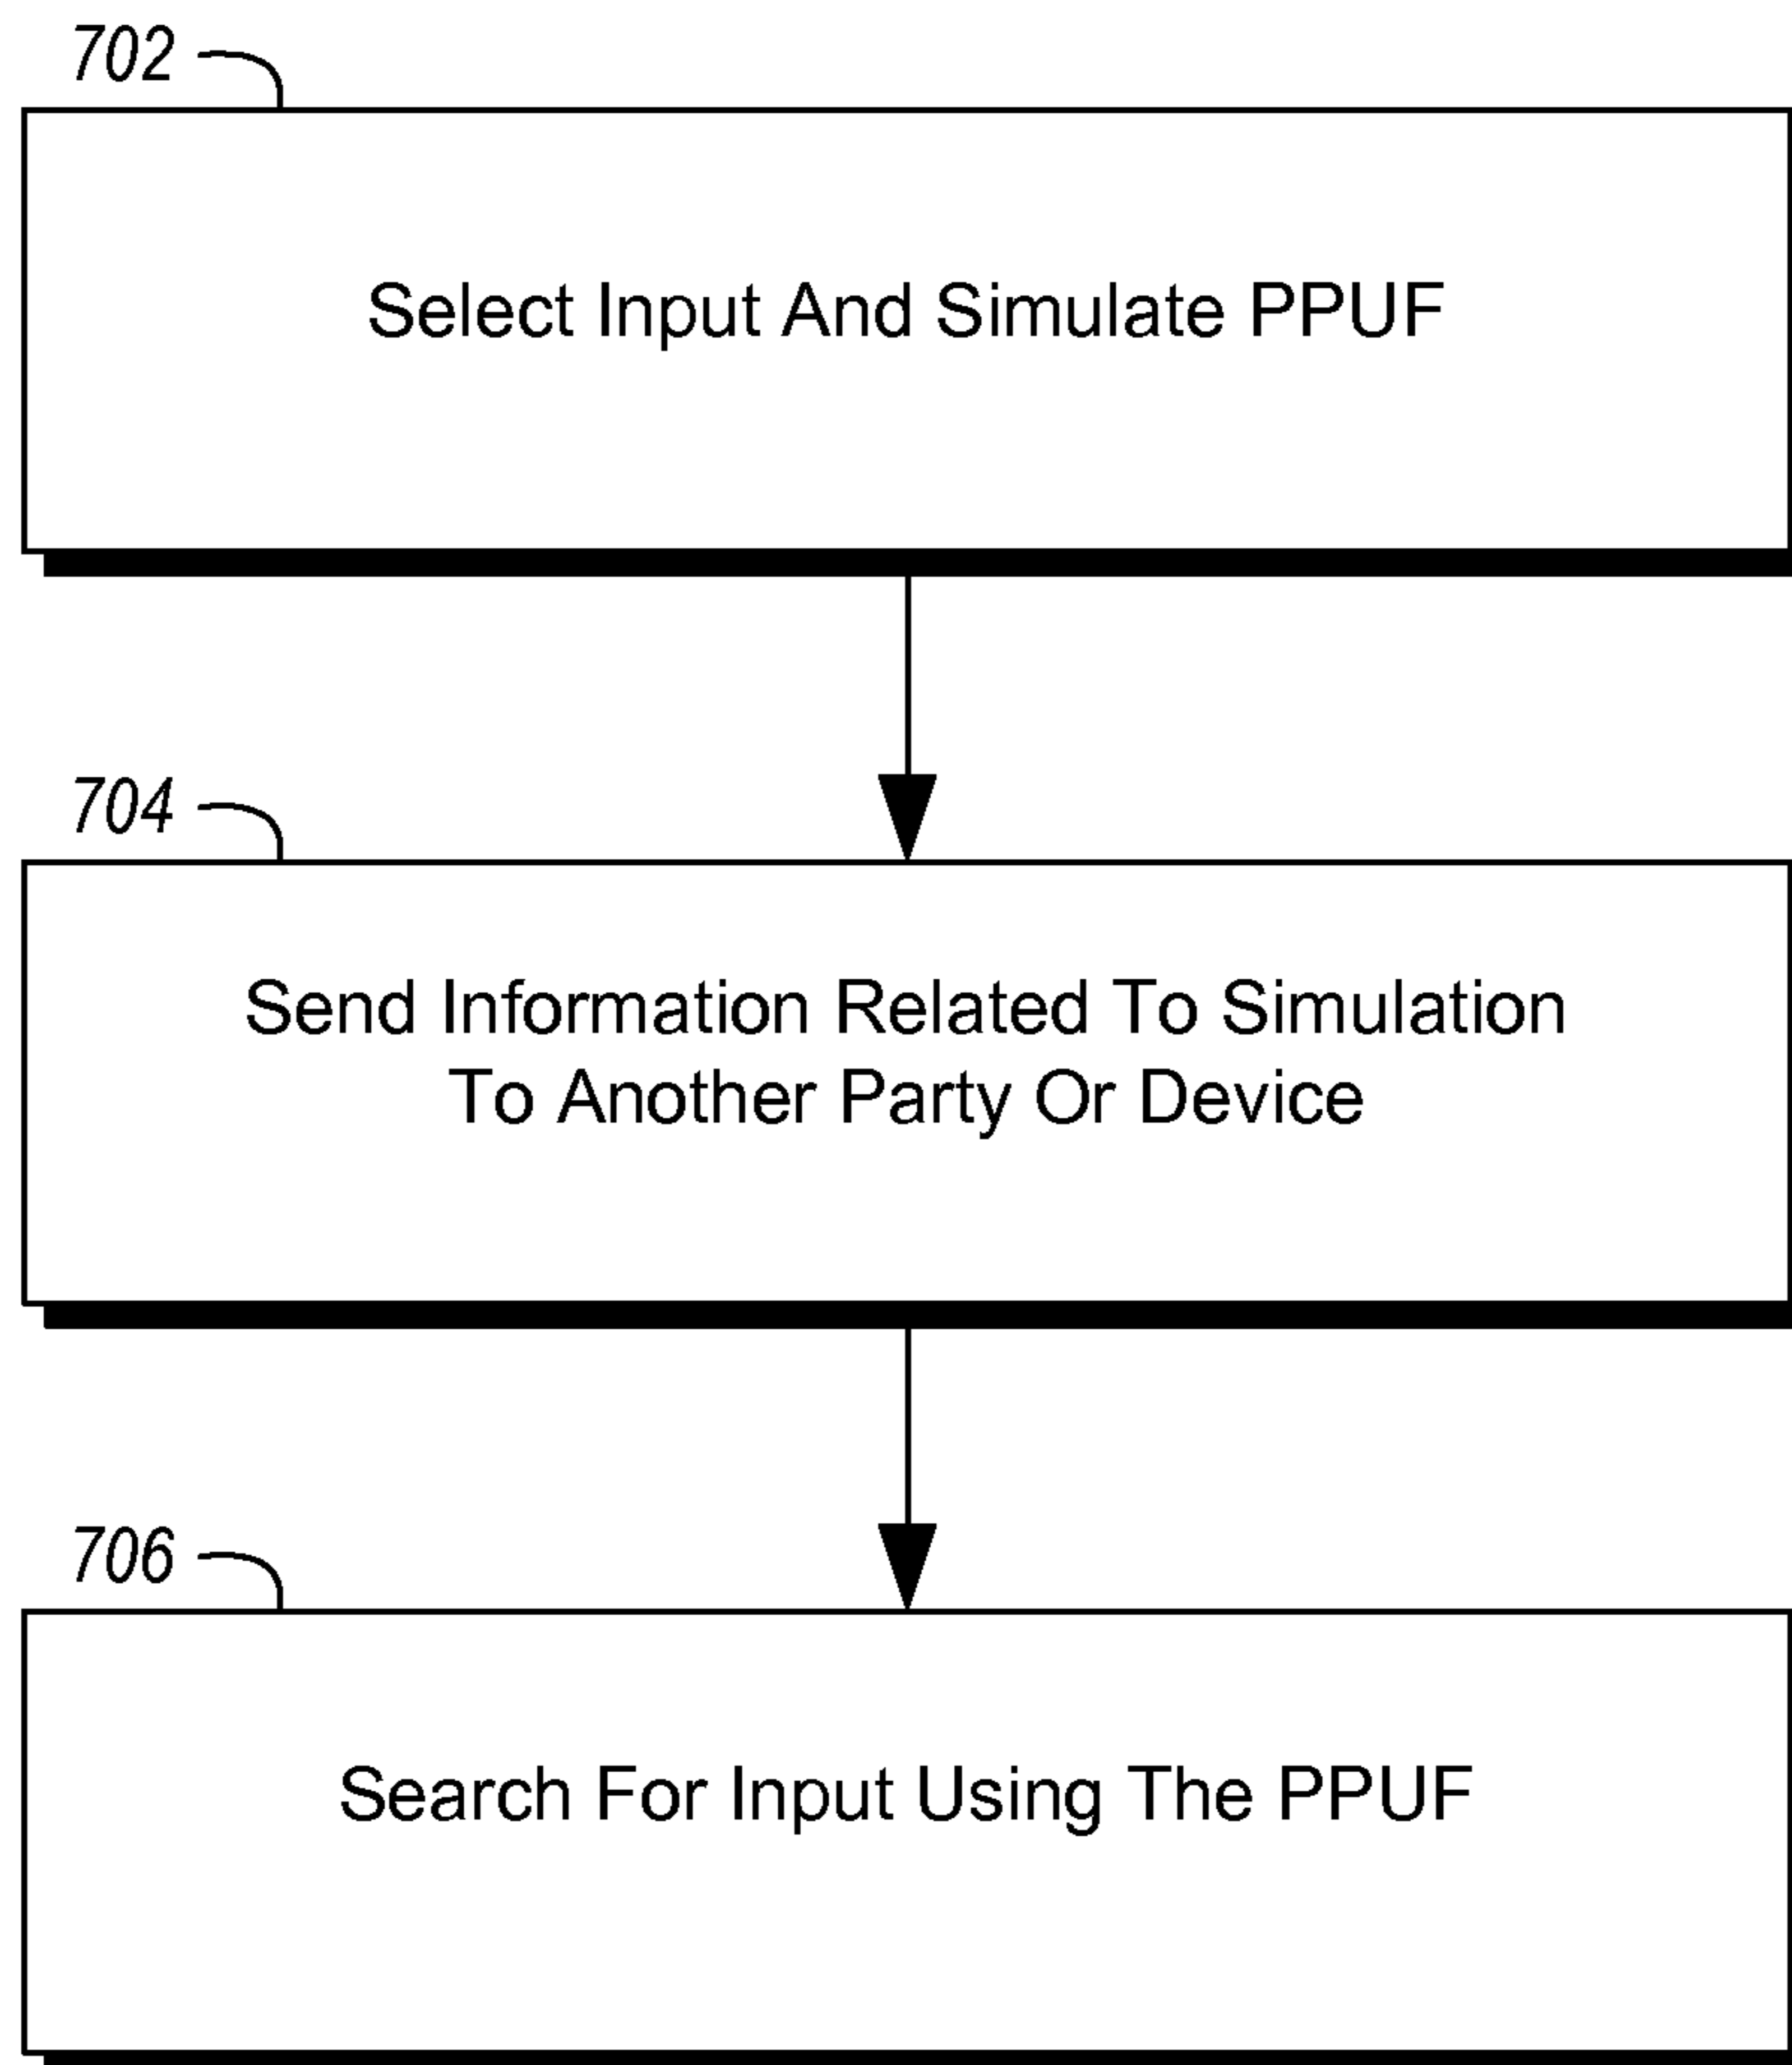 702
Select Input And Simulate PPUF
704
Send Information Related To Simulation
To Another Party Or Device
706
Search For Input Using The PPUF